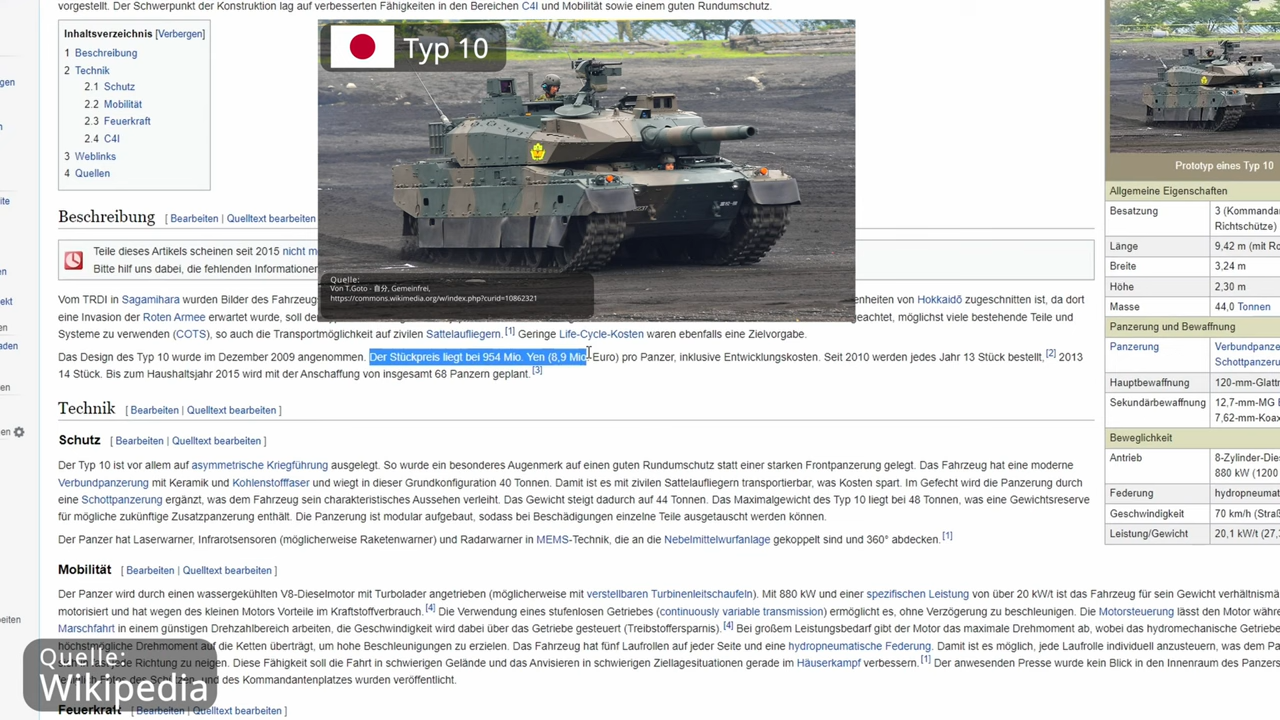 vorgestellt. Der Schwerpunkt der Konstruktion lag auf verbesserten Fähigkeiten in den Bereichen C4I und Mobilität sowie einem guten Rundumschutz.
Inhaltsverzeichnis [Verbergen]
1 Beschreibung
2 Technik
2.1 Schutz
2.2 Mobilität
2.3 Feuerkraft
2.4 C4I
3 Weblinks
4 Quellen
Typ 10
Quelle:
Von T.Goto - 自分, Gemeinfrei,
https://commons.wikimedia.org/w/index.php?curid=10862321
Beschreibung [ Bearbeiten | Quelltext bearbeiten
Teile dieses Artikels scheinen seit 2015 nicht m
Bitte hilf uns dabei, die fehlenden Informationen
Vom TRDI in Sagamihara wurden Bilder des Fahrzeug enheiten von Hokkaidō zugeschnitten ist, da dort
eine Invasion der Roten Armee erwartet wurde, soll der geachtet, möglichst viele bestehende Teile und
Systeme zu verwenden (COTS), so auch die Transportmöglichkeit auf zivilen Sattelaufliegern.[1] Geringe Life-Cycle-Kosten waren ebenfalls eine Zielvorgabe.
Das Design des Typ 10 wurde im Dezember 2009 angenommen. Der Stückpreis liegt bei 954 Mio. Yen (8,9 Mio. Euro) pro Panzer, inklusive Entwicklungskosten. Seit 2010 werden jedes Jahr 13 Stück bestellt,[2] 2013
14 Stück. Bis zum Haushaltsjahr 2015 wird mit der Anschaffung von insgesamt 68 Panzern geplant.[3]
Technik [ Bearbeiten | Quelltext bearbeiten ]
Schutz [ Bearbeiten | Quelltext bearbeiten ]
Der Typ 10 ist vor allem auf asymmetrische Kriegführung ausgelegt. So wurde ein besonderes Augenmerk auf einen guten Rundumschutz statt einer starken Frontpanzerung gelegt. Das Fahrzeug hat eine moderne
Verbundpanzerung mit Keramik und Kohlenstofffaser und wiegt in dieser Grundkonfiguration 40 Tonnen. Damit ist es mit zivilen Sattelaufliegern transportierbar, was Kosten spart. Im Gefecht wird die Panzerung durch
eine Schottpanzerung ergänzt, was dem Fahrzeug sein charakteristisches Aussehen verleiht. Das Gewicht steigt dadurch auf 44 Tonnen. Das Maximalgewicht des Typ 10 liegt bei 48 Tonnen, was eine Gewichtsreserve
für mögliche zukünftige Zusatzpanzerung enthält. Die Panzerung ist modular aufgebaut, sodass bei Beschädigungen einzelne Teile ausgetauscht werden können.
Der Panzer hat Laserwarner, Infrarotsensoren (möglicherweise Raketenwarner) und Radarwarner in MEMS-Technik, die an die Nebelmittelwurfanlage gekoppelt sind und 360° abdecken.[1]
Mobilität [ Bearbeiten | Quelltext bearbeiten ]
Der Panzer wird durch einen wassergekühlten V8-Dieselmotor mit Turbolader angetrieben (möglicherweise mit verstellbaren Turbinenleitschaufeln). Mit 880 kW und einer spezifischen Leistung von über 20 kW/t ist das Fahrzeug für sein Gewicht verhältnismä
motorisiert und hat wegen des kleinen Motors Vorteile im Kraftstoffverbrauch.[4] Die Verwendung eines stufenlosen Getriebes (continuously variable transmission) ermöglicht es, ohne Verzögerung zu beschleunigen. Die Motorsteuerung lässt den Motor währe
Marschfahrt in einem günstigen Drehzahlbereich arbeiten, die Geschwindigkeit wird dabei über das Getriebe gesteuert (Treibstoffersparnis).[4] Bei großem Leistungsbedarf gibt der Motor das maximale Drehmoment ab, wobei das hydromechanische Getriebe
höchstmögliche Drehmoment auf die Ketten überträgt, um hohe Beschleunigungen zu erzielen. Das Fahrzeug hat fünf Laufrollen auf jeder Seite und eine hydropneumatische Federung. Damit ist es möglich, jede Laufrolle individuell anzusteuern, was das Pan
Richtung zu neigen. Diese Fähigkeit soll die Fahrt in schwierigen Gelände und das Anvisieren in schwierigen Ziellagesituationen gerade im Häuserkampf verbessern.[1] Der anwesenden Presse wurde kein Blick in den Innenraum des Panzers
und des Kommandantenplatzes wurden veröffentlicht.
Feuerkraft [ Bearbeiten | Quelltext bearbeiten ]
Quelle:
Wikipedia
Prototyp eines Typ 10
Allgemeine Eigenschaften
Besatzung 3 (Kommandan
Richtschütze)
Länge 9,42 m (mit Ro
Breite 3,24 m
Höhe 2,30 m
Masse 44,0 Tonnen
Panzerung und Bewaffnung
Panzerung Verbundpanze
Schottpanzer
Hauptbewaffnung 120-mm-Glattr
Sekundärbewaffnung 12,7-mm-MG
7,62-mm-Koax
Beweglichkeit
Antrieb 8-Zylinder-Dies
880 kW (1200
Federung hydropneumat
Geschwindigkeit 70 km/h (Straß
Leistung/Gewicht 20,1 kW/t (27,